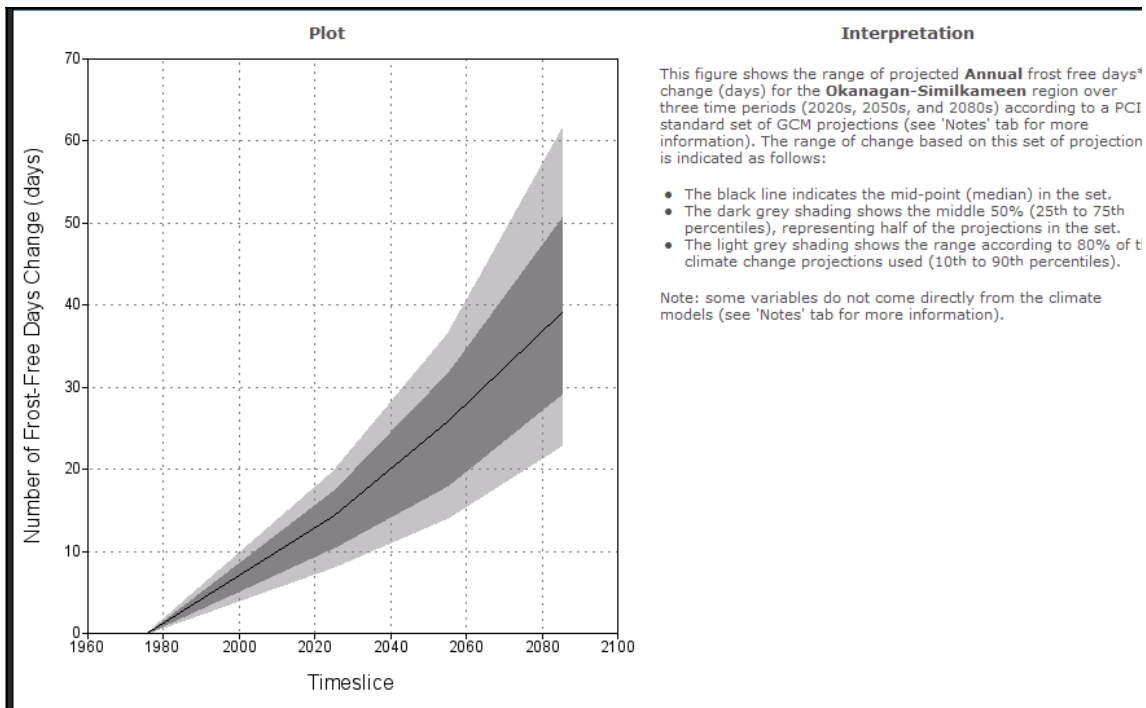 Plot
Number of Frost-Free Days Change (days)
70
60
50
40
30
20
10
0
1960 1980 2000 2020 2040 2060 2080 2100
Timeslice
Interpretation
This figure shows the range of projected Annual frost free days*
change (days) for the Okanagan-Similkameen region over
three time periods (2020s, 2050s, and 2080s) according to a PCI
standard set of GCM projections (see 'Notes' tab for more
information). The range of change based on this set of projection
is indicated as follows:
● The black line indicates the mid-point (median) in the set.
● The dark grey shading shows the middle 50% (25th to 75th
percentiles), representing half of the projections in the set.
● The light grey shading shows the range according to 80% of th
climate change projections used (10th to 90th percentiles).
Note: some variables do not come directly from the climate
models (see 'Notes' tab for more information).